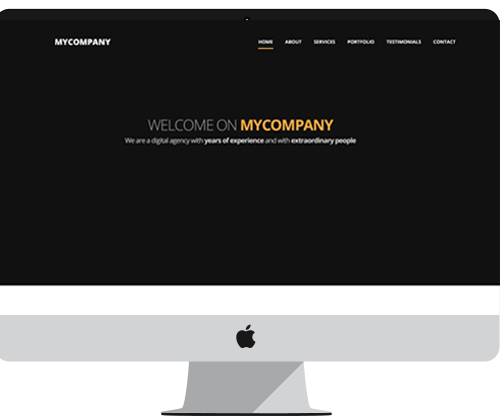 MYCOMPANY HOME ABOUT SERVICES PORTFOLIO TESTIMONIALS CONTACT
WELCOME ON MYCOMPANY
We are a digital agency with years of experience and with extraordinary people